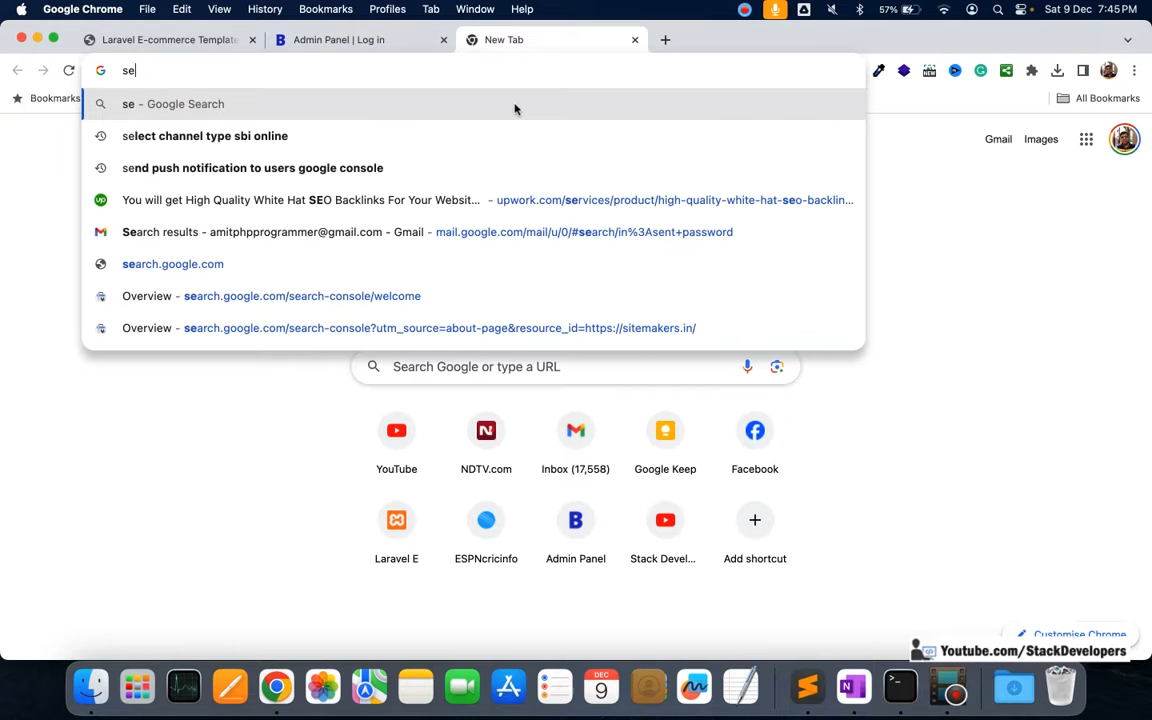 Google Chrome File Edit View History Bookmarks Profiles Tab Window Help 57% Sat 9 Dec 7:45 PM
Laravel E-commerce Template Admin Panel | Log in New Tab
se
Bookmarks All Bookmarks
se - Google Search
select channel type sbi online
send push notification to users google console
You will get High Quality White Hat SEO Backlinks For Your Websit... - upwork.com/services/product/high-quality-white-hat-seo-backlin...
Search results - amitphpprogrammer@gmail.com - Gmail - mail.google.com/mail/u/0/#search/in%3Asent+password
search.google.com
Overview - search.google.com/search-console/welcome
Overview - search.google.com/search-console?utm_source=about-page&resource_id=https://sitemakers.in/
Gmail Images
Search Google or type a URL
YouTube NDTV.com Inbox (17,558) Google Keep Facebook
Laravel E ESPNcricinfo Admin Panel Stack Devel... Add shortcut
Customise Chrome
Youtube.com/StackDevelopers
DEC
9